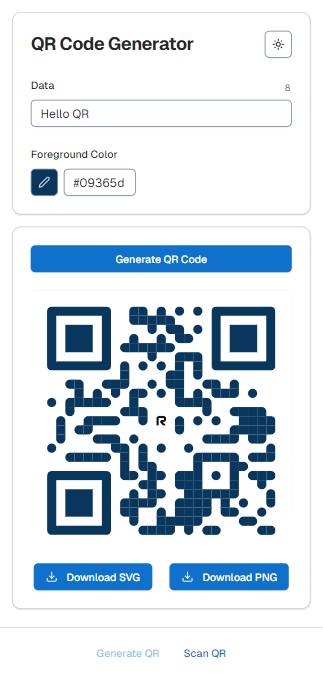 QR Code Generator
Data
8
Hello QR
Foreground Color
#09365d
Generate QR Code
R
Download SVG
Download PNG
Generate QR
Scan QR